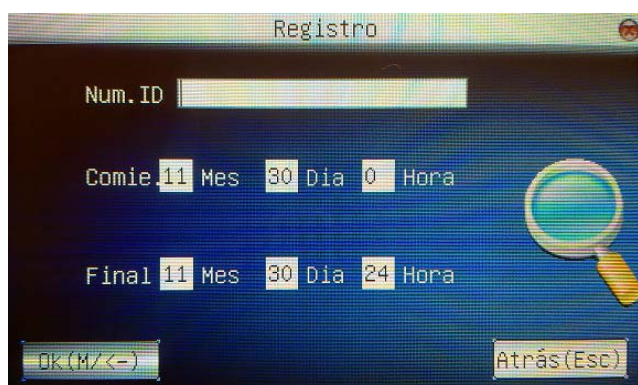 Registro
Num.ID
Comie.11 Mes 30 Dia 0 Hora
Final 11 Mes 30 Dia 24 Hora
Ok(M/<-) Atrás(Esc)